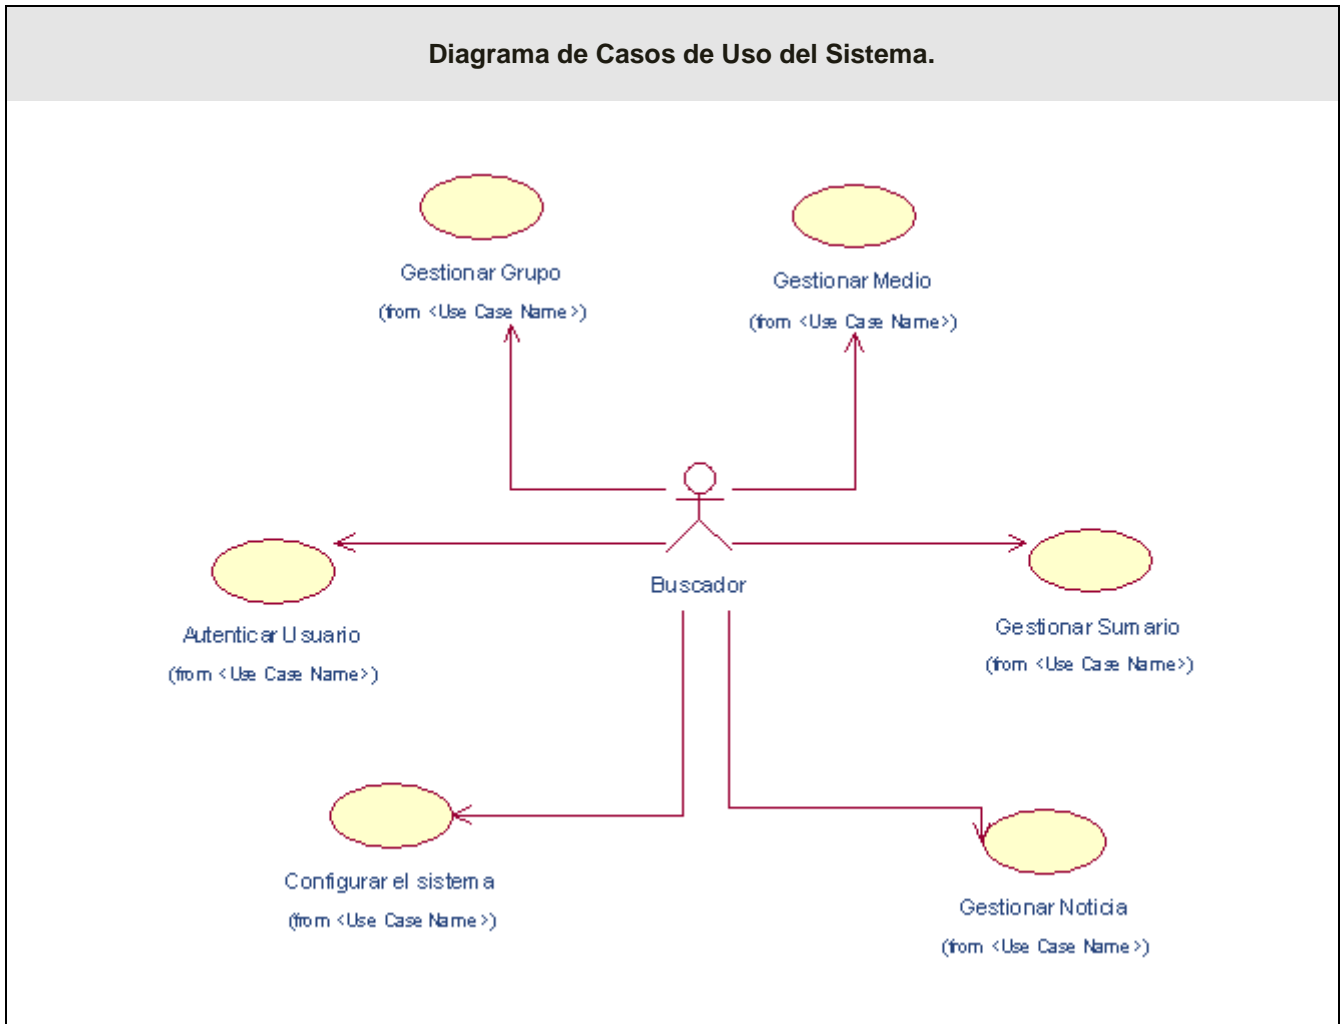 Diagrama de Casos de Uso del Sistema.
Gestionar Grupo
(from <Use Case Name>)
Gestionar Medio
(from <Use Case Name>)
Buscador
Autenticar Usuario
(from <Use Case Name>)
Gestionar Sumario
(from <Use Case Name>)
Configurar el sistema
(from <Use Case Name>)
Gestionar Noticia
(from <Use Case Name>)